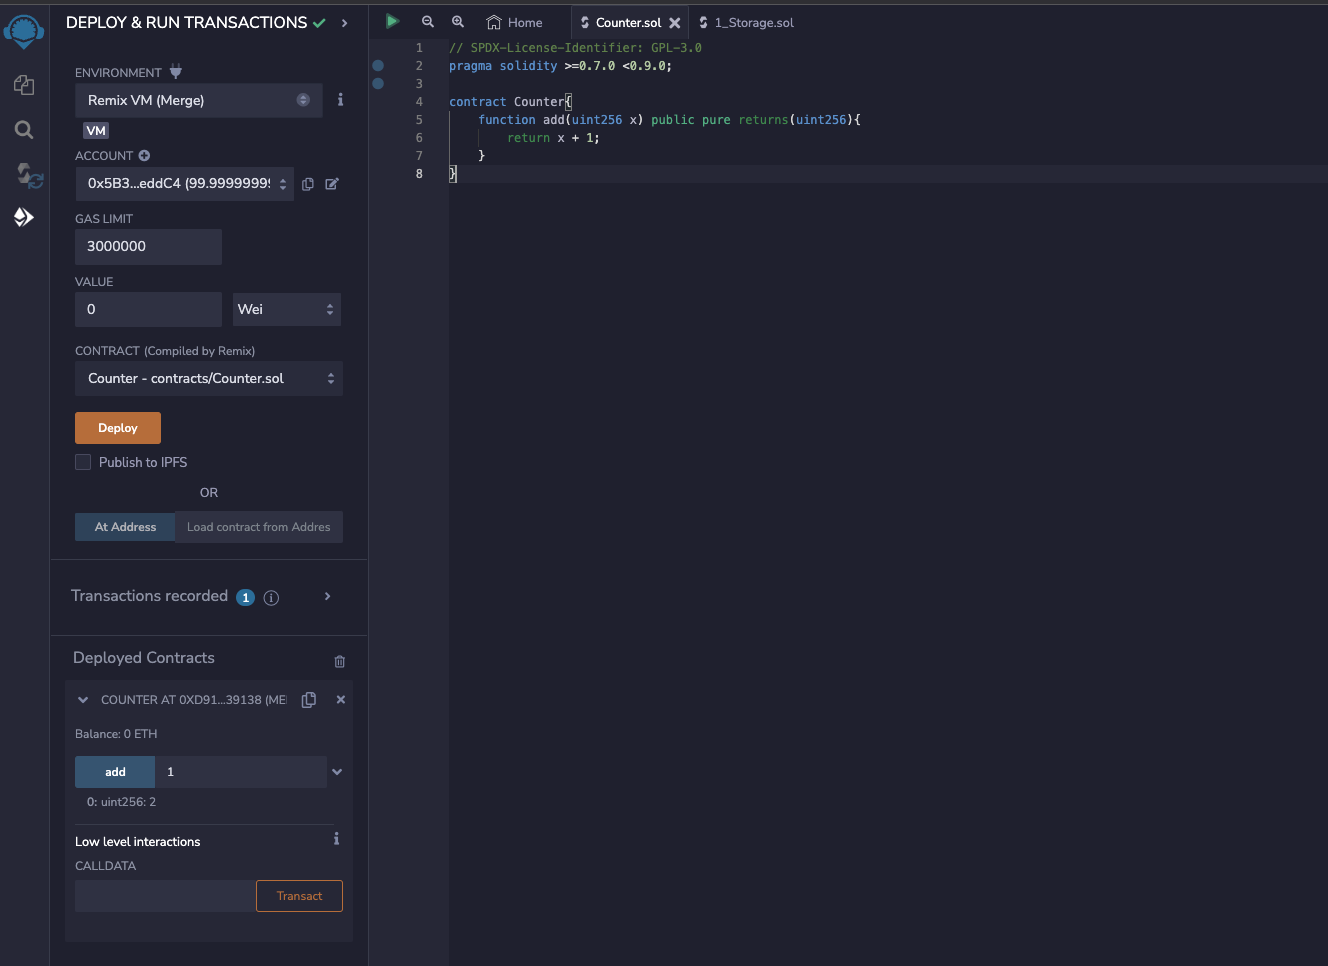 DEPLOY & RUN TRANSACTIONS
ENVIRONMENT
Remix VM (Merge)
VM
ACCOUNT
0x5B3...eddC4 (99.9999999
GAS LIMIT
3000000
VALUE
0
Wei
CONTRACT (Compiled by Remix)
Counter - contracts/Counter.sol
Deploy
Publish to IPFS
OR
At Address
Load contract from Addres
Transactions recorded 1
Deployed Contracts
COUNTER AT 0XD91...39138 (ME
Balance: 0 ETH
add
1
0: uint256: 2
Low level interactions
CALLDATA
Transact
Home
Counter.sol
1_Storage.sol
1 // SPDX-License-Identifier: GPL-3.0
2 pragma solidity >=0.7.0 <0.9.0;
3
4 contract Counter{
5 function add(uint256 x) public pure returns(uint256){
6 return x + 1;
7 }
8 }